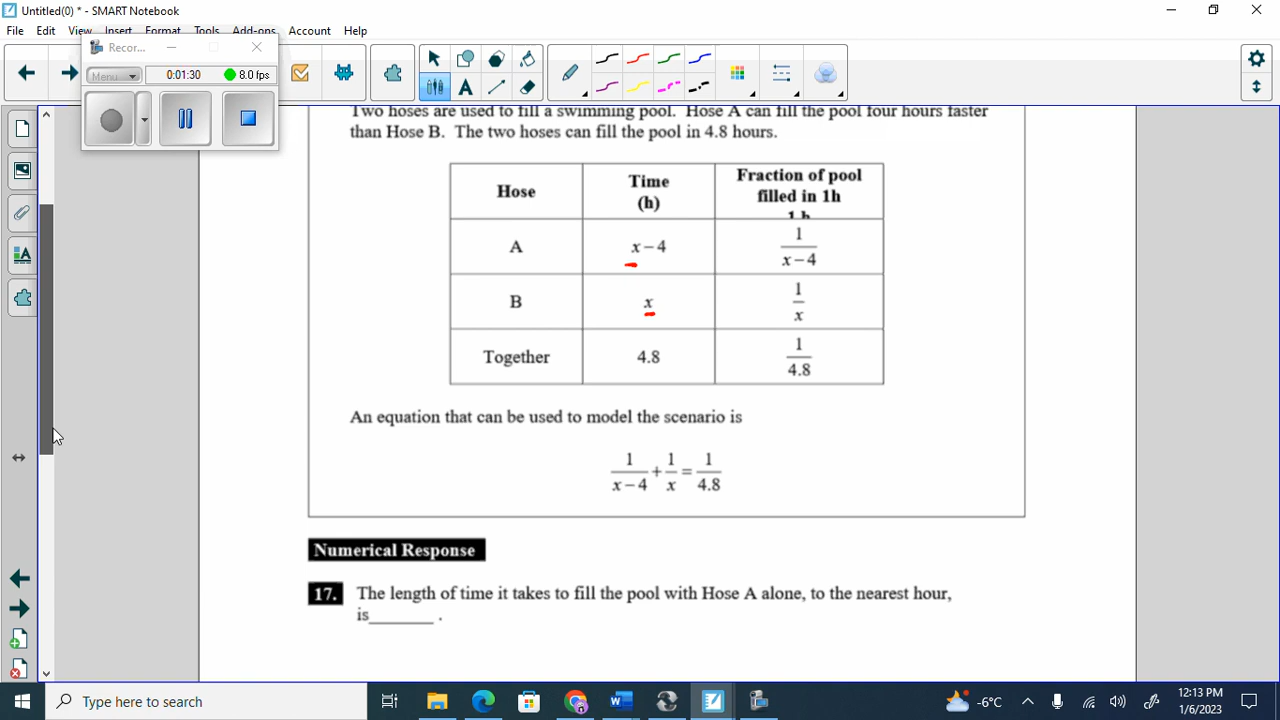 Untitled(0) * - SMART Notebook
File Edit View Insert Format Tools Add-ons Account Help
Recor...
Menu 0:01:30 8.0 fps
Two hoses are used to fill a swimming pool. Hose A can fill the pool four hours faster
than Hose B. The two hoses can fill the pool in 4.8 hours.
Hose Time (h) Fraction of pool filled in 1h
1 h
A x – 4 1/(x – 4)
B x 1/x
Together 4.8 1/4.8
An equation that can be used to model the scenario is
1/(x – 4) + 1/x = 1/4.8
Numerical Response
17. The length of time it takes to fill the pool with Hose A alone, to the nearest hour,
is_______ .
Type here to search
-6°C
12:13 PM
1/6/2023